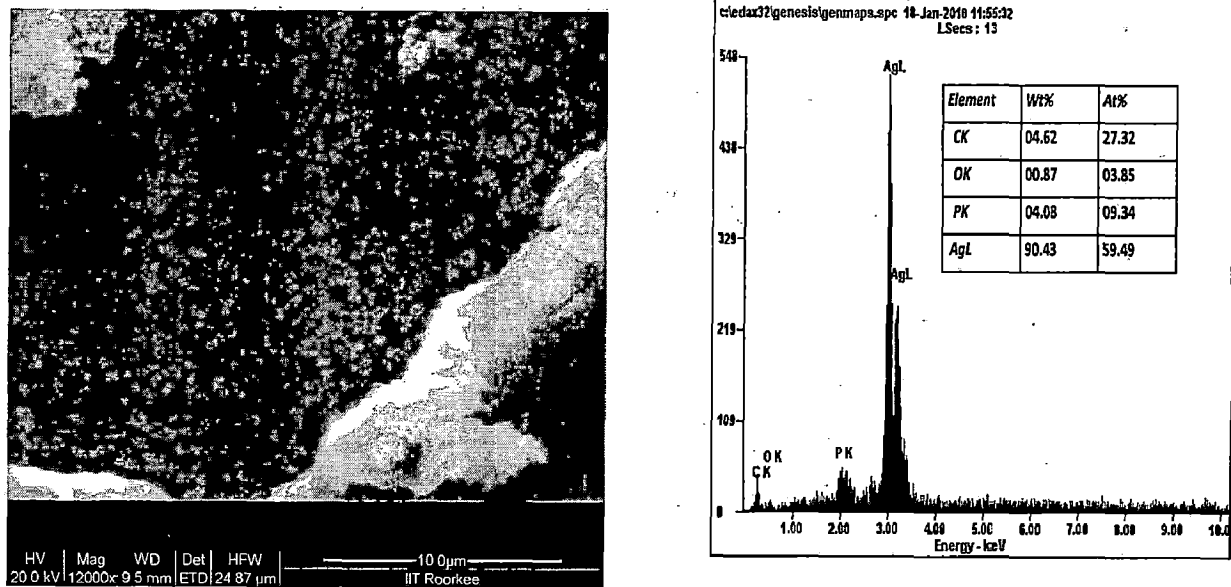 HV Mag WD Det HFW 10.0µm
20.0 kV 12000x 9.5 mm ETD 24.87 µm IIT Roorkee
c:\edax32\genesis\genmaps.spc 18-Jan-2010 11:55:32
LSecs : 13
548
438
329
219
109
0
AgL
AgL
P K
O K
C K
Element Wt% At%
CK 04.62 27.32
OK 00.87 03.85
PK 04.08 09.34
AgL 90.43 59.49
1.00 2.00 3.00 4.00 5.00 6.00 7.00 8.00 9.00 10.0
Energy - keV